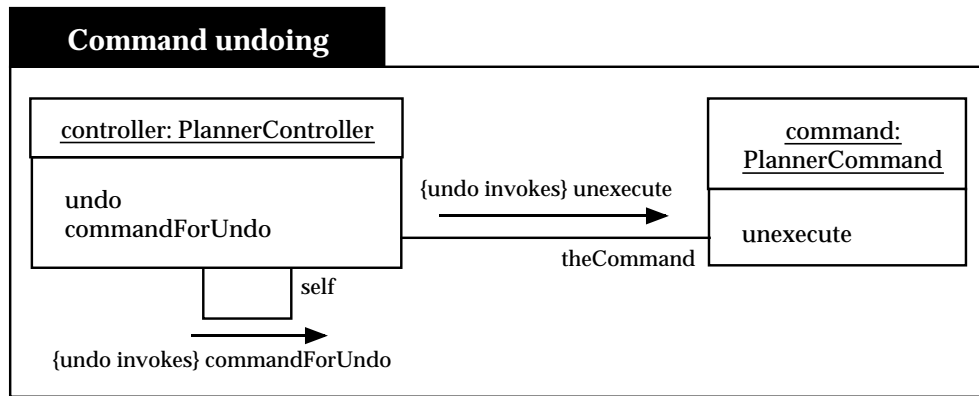 Command undoing
controller: PlannerController
undo
commandForUndo
{undo invokes} unexecute
theCommand
command:
PlannerCommand
unexecute
self
{undo invokes} commandForUndo